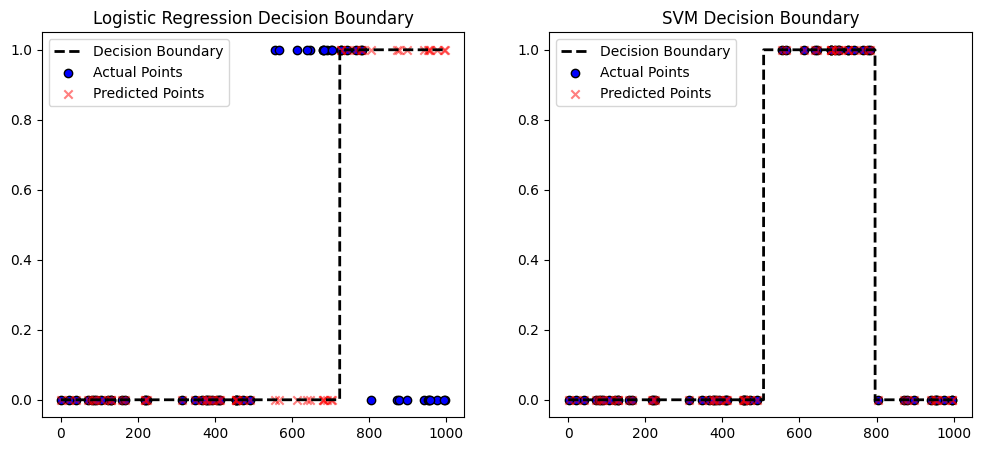 Logistic Regression Decision Boundary
1.0
0.8
0.6
0.4
0.2
0.0
Decision Boundary
Actual Points
Predicted Points
0 200 400 600 800 1000
SVM Decision Boundary
1.0
0.8
0.6
0.4
0.2
0.0
Decision Boundary
Actual Points
Predicted Points
0 200 400 600 800 1000